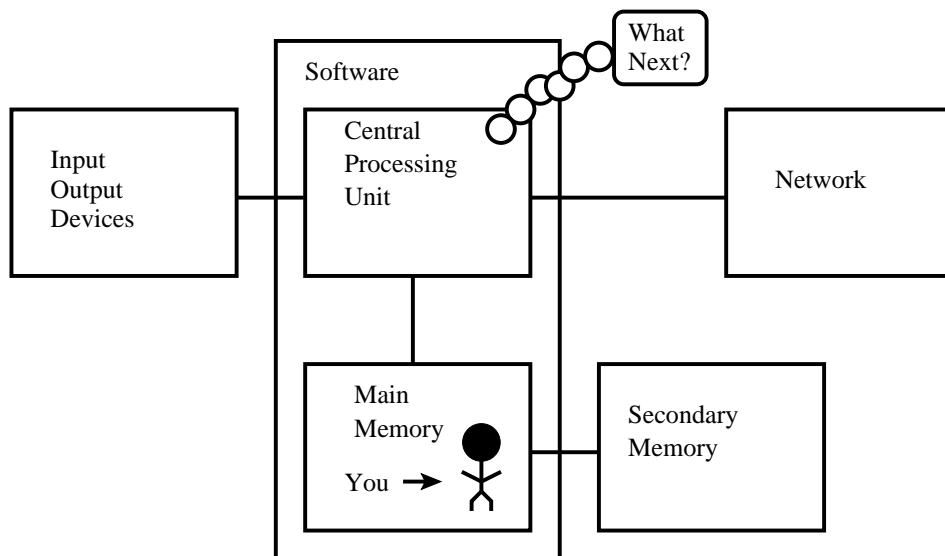 What
Next?
Software
Input
Output
Devices
Central
Processing
Unit
Network
Main
Memory
You
Secondary
Memory